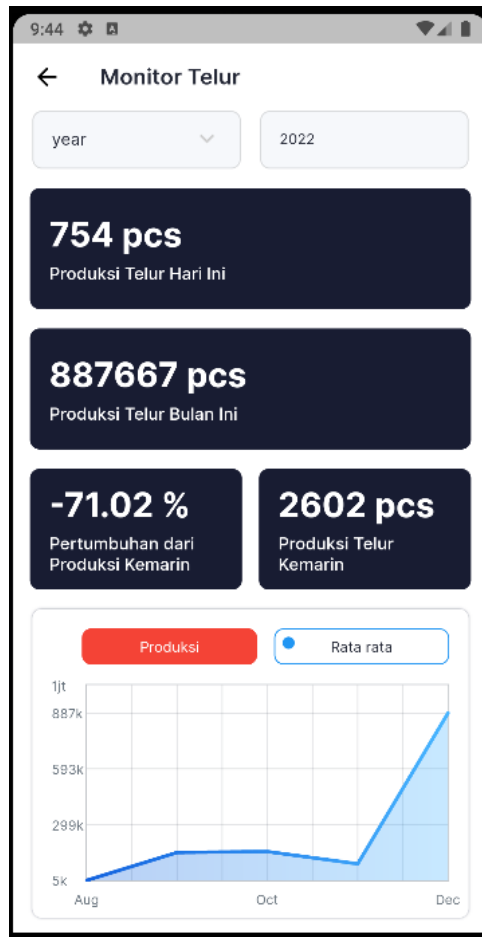 9:44
Monitor Telur
year
2022
754 pcs
Produksi Telur Hari Ini
887667 pcs
Produksi Telur Bulan Ini
-71.02 %
Pertumbuhan dari
Produksi Kemarin
2602 pcs
Produksi Telur
Kemarin
Produksi
Rata rata
1jt
887k
593k
299k
5k
Aug
Oct
Dec